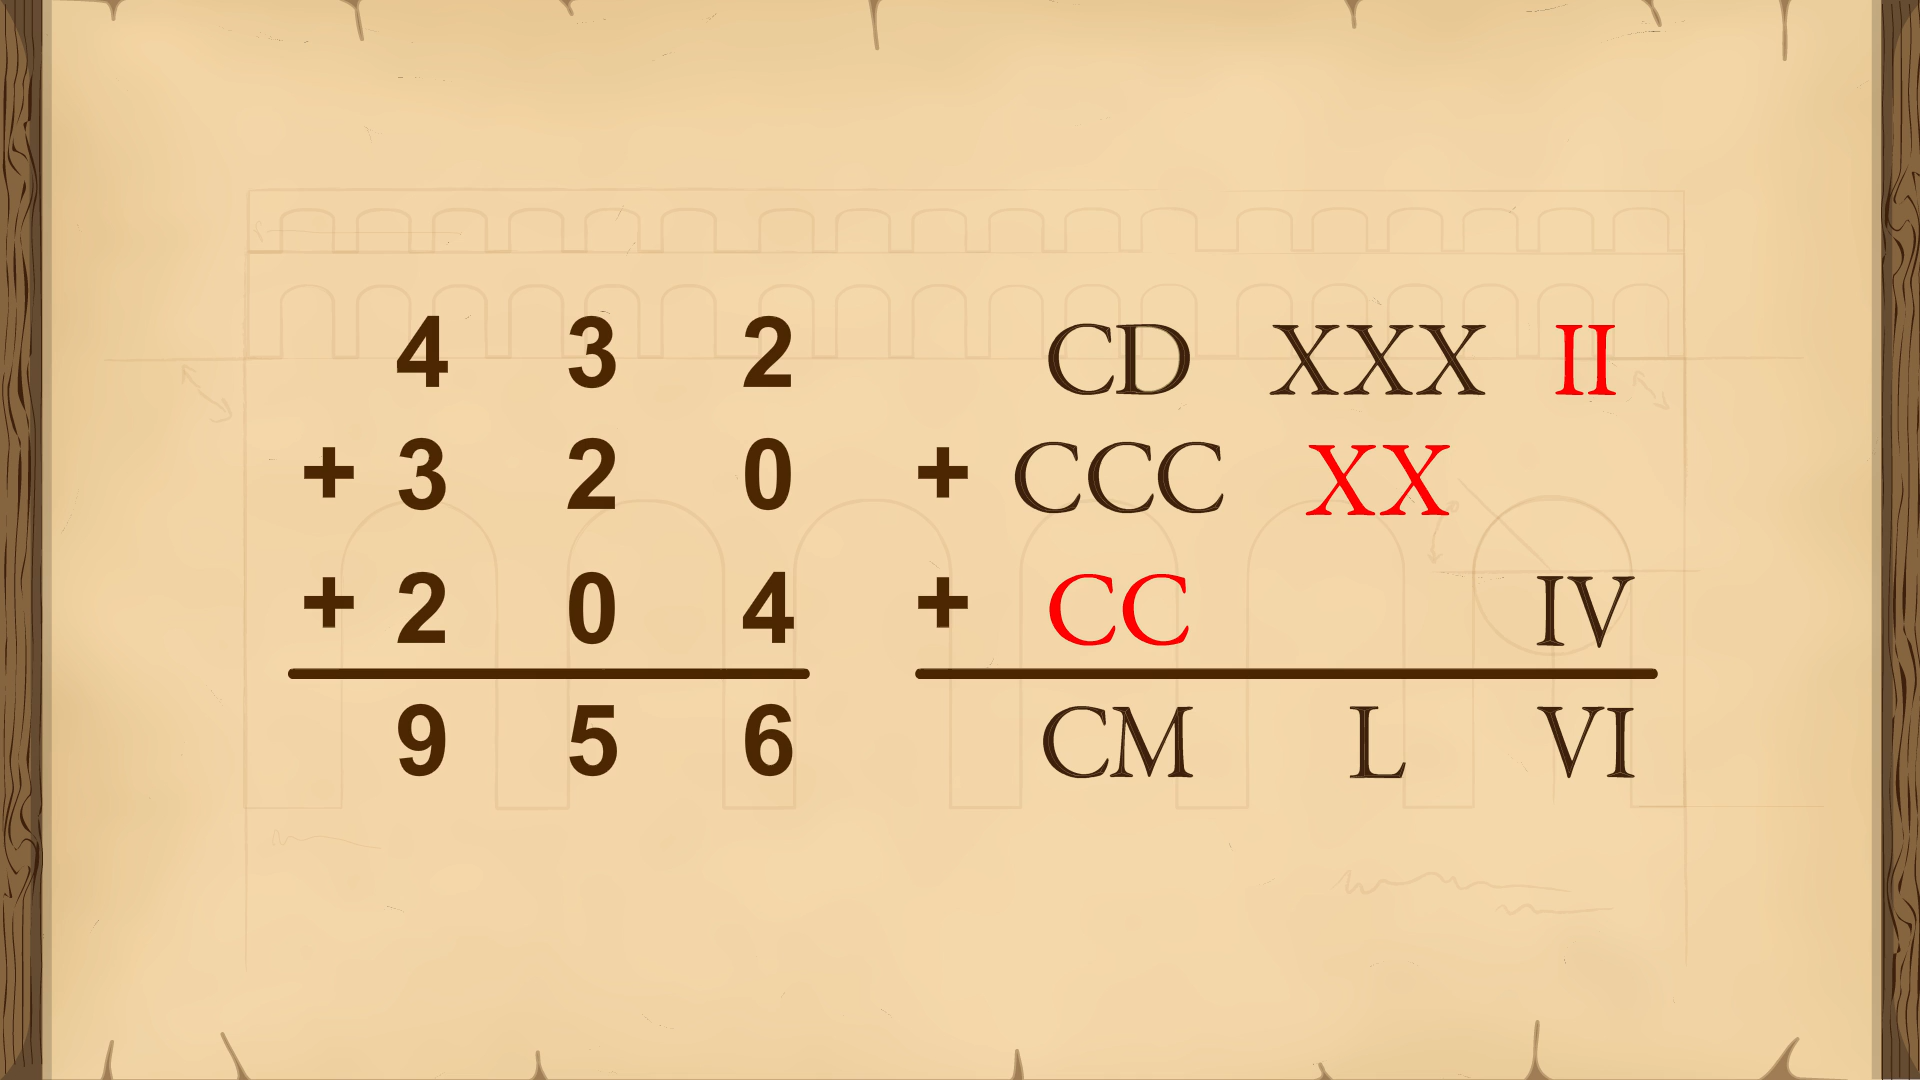 4 3 2 CD XXX II
+ 3 2 0 + CCC XX
+ 2 0 4 + CC IV
9 5 6 CM L VI